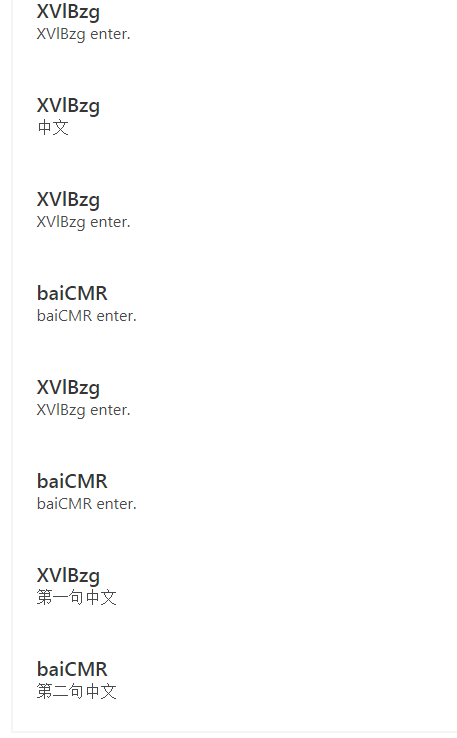 XVlBzg
XVlBzg enter.
XVlBzg
中文
XVlBzg
XVlBzg enter.
baiCMR
baiCMR enter.
XVlBzg
XVlBzg enter.
baiCMR
baiCMR enter.
XVlBzg
第一句中文
baiCMR
第二句中文